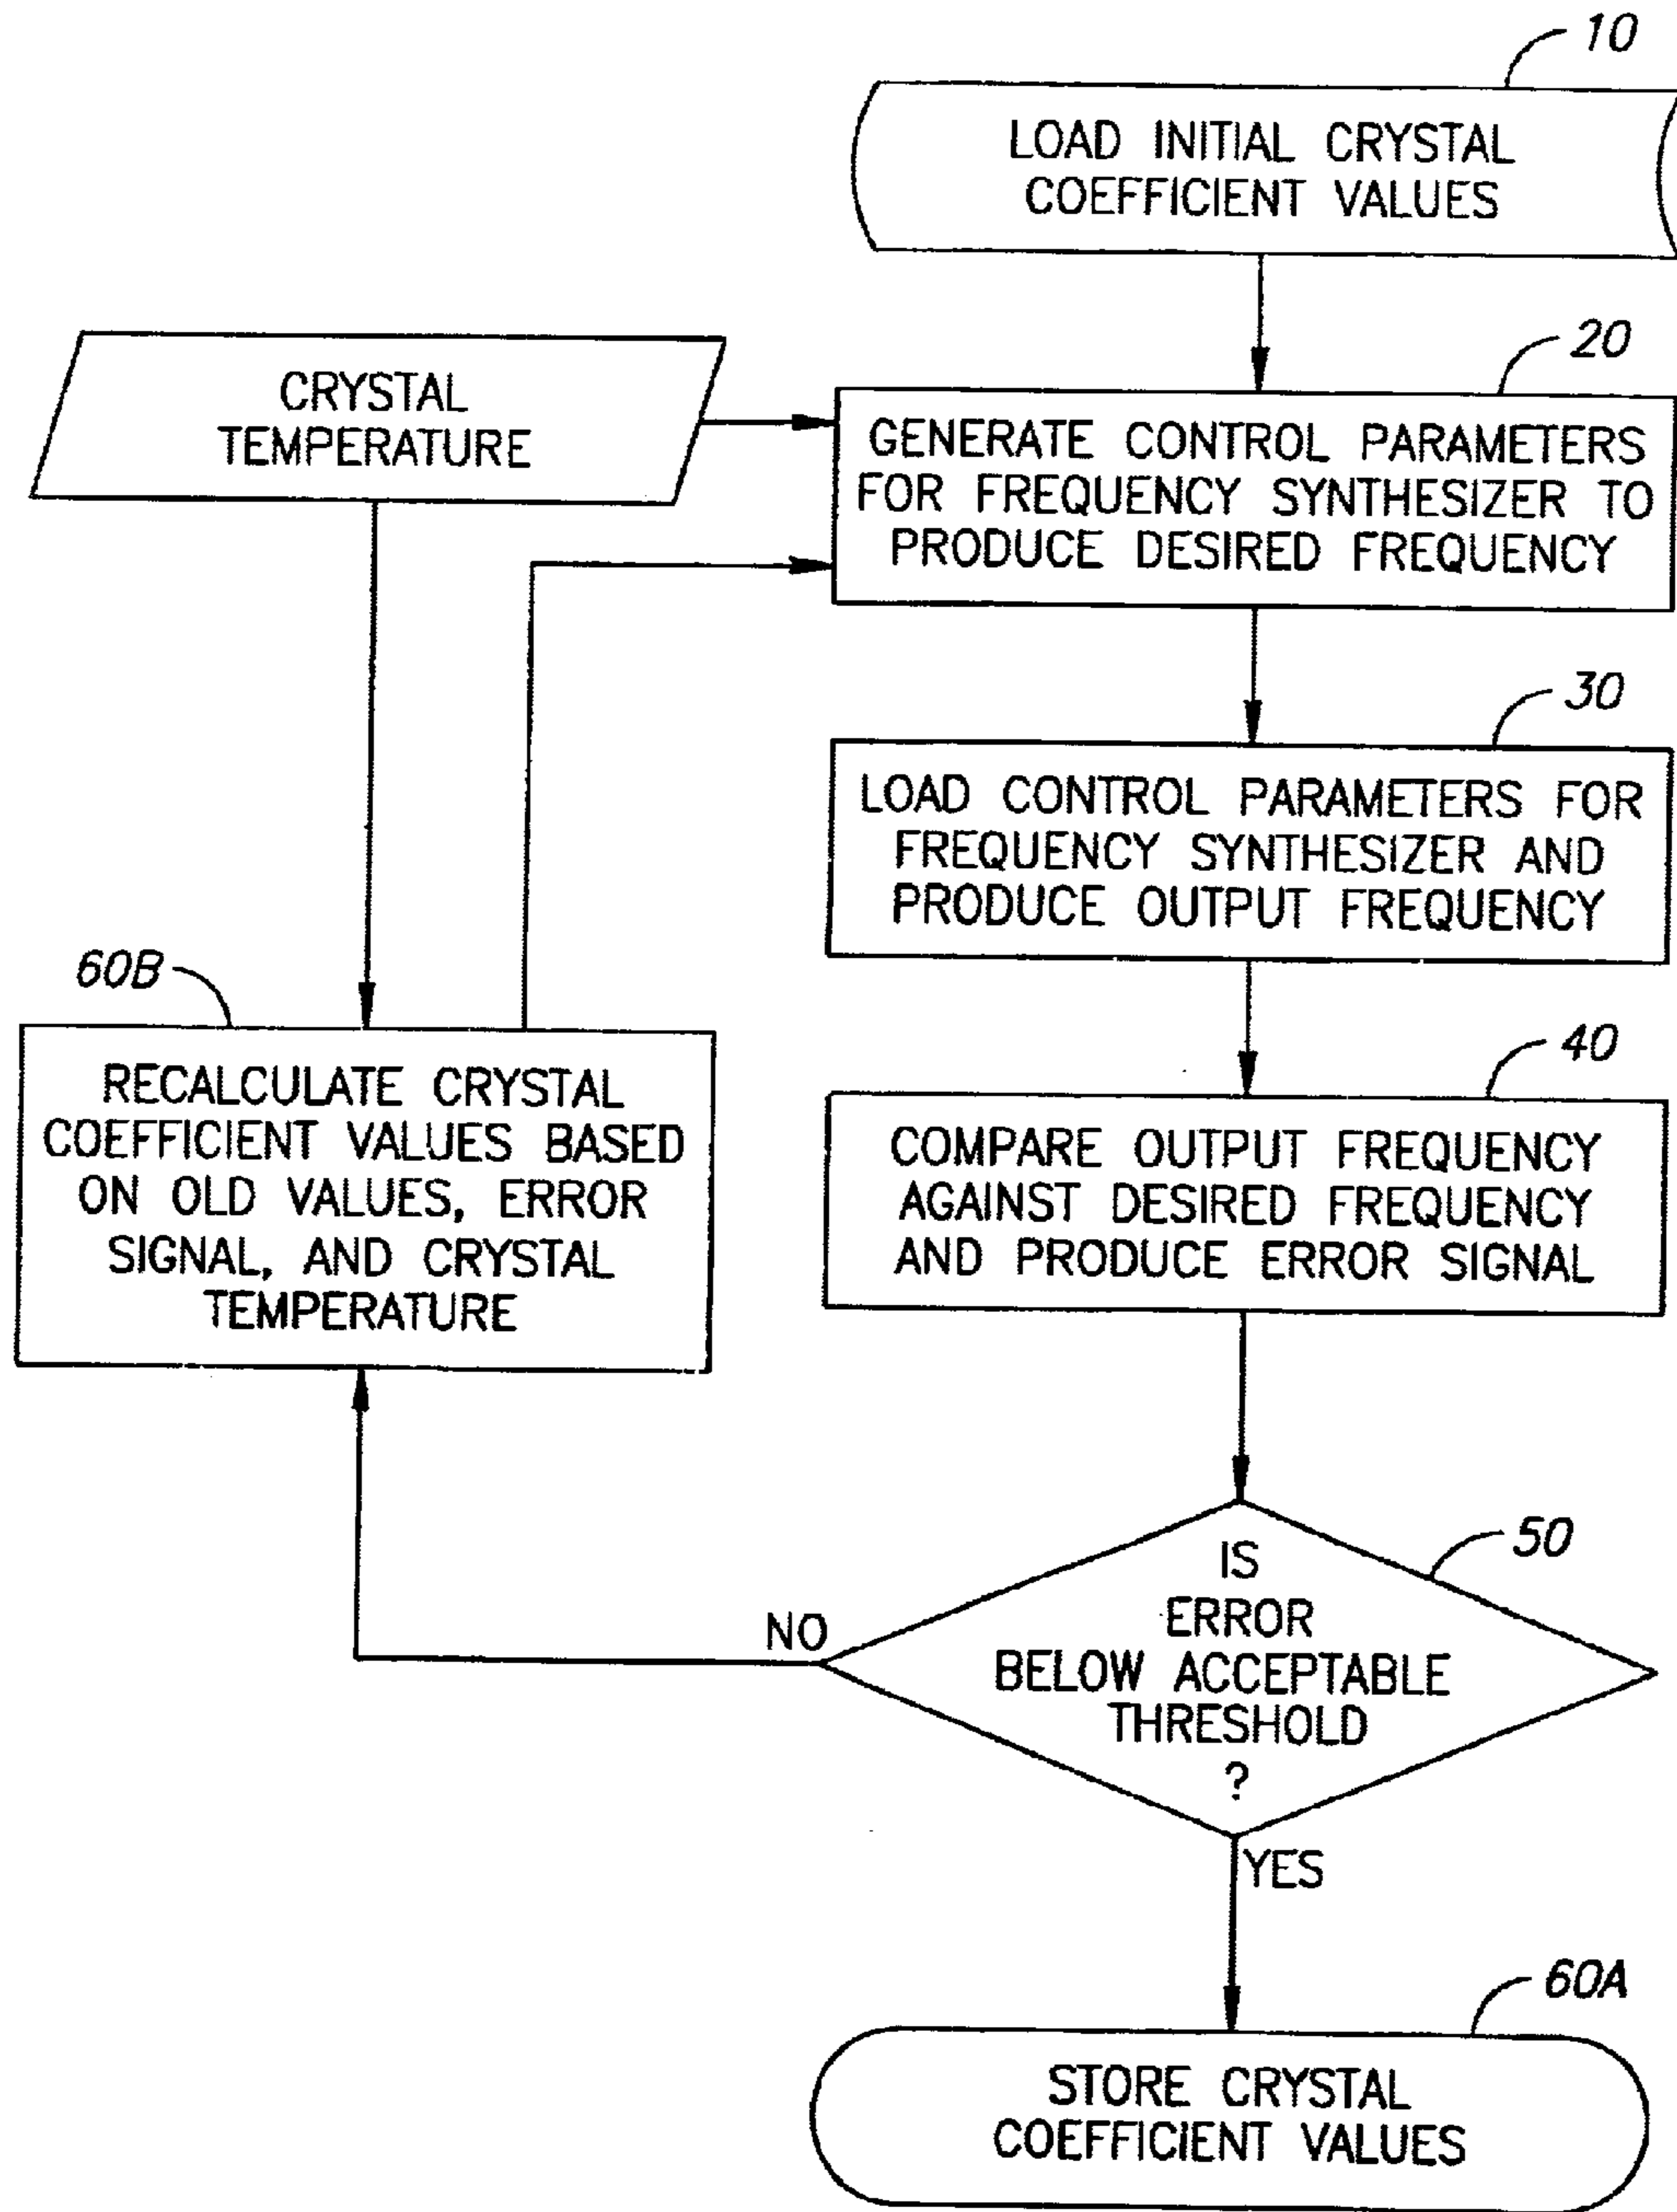 10
LOAD INITIAL CRYSTAL
COEFFICIENT VALUES
20
CRYSTAL
TEMPERATURE
GENERATE CONTROL PARAMETERS
FOR FREQUENCY SYNTHESIZER TO
PRODUCE DESIRED FREQUENCY
30
LOAD CONTROL PARAMETERS FOR
FREQUENCY SYNTHESIZER AND
PRODUCE OUTPUT FREQUENCY
60B
RECALCULATE CRYSTAL
COEFFICIENT VALUES BASED
ON OLD VALUES, ERROR
SIGNAL, AND CRYSTAL
TEMPERATURE
40
COMPARE OUTPUT FREQUENCY
AGAINST DESIRED FREQUENCY
AND PRODUCE ERROR SIGNAL
50
IS
ERROR
BELOW ACCEPTABLE
THRESHOLD
?
NO
YES
60A
STORE CRYSTAL
COEFFICIENT VALUES